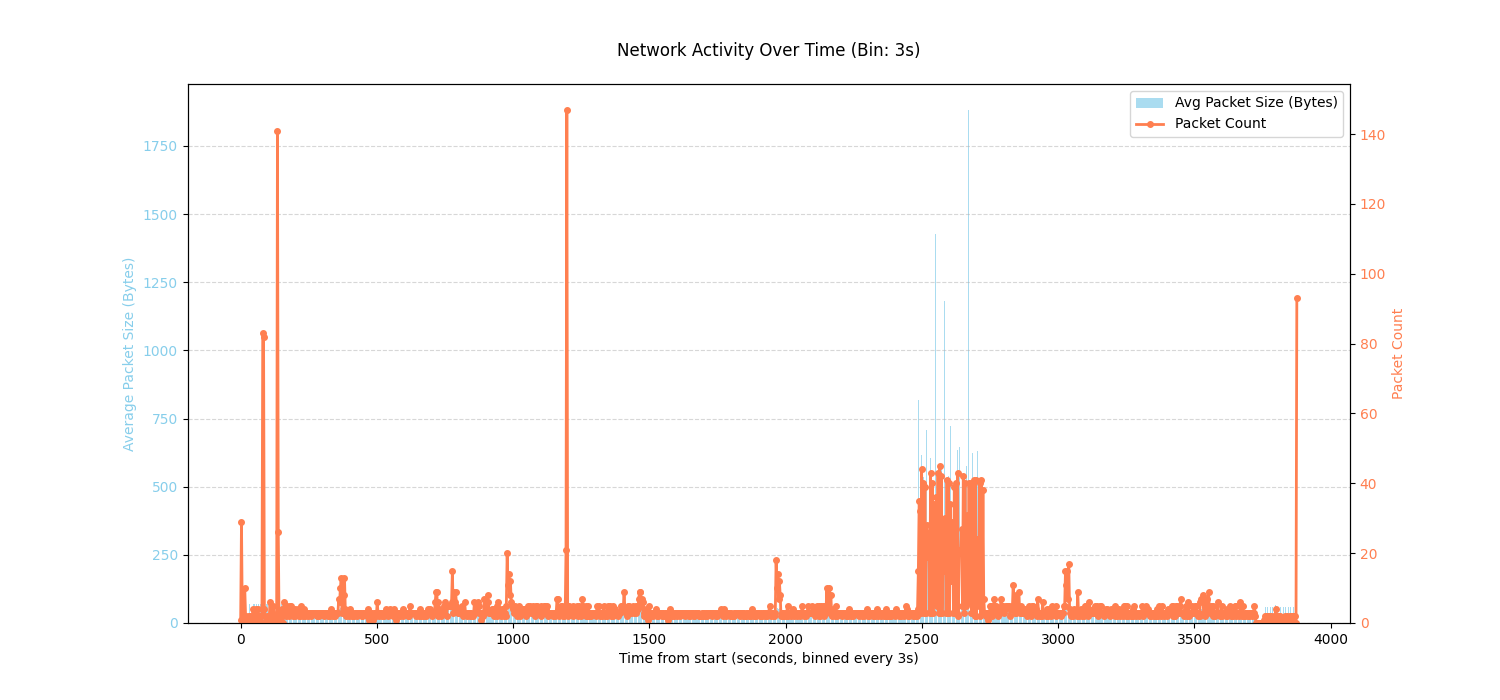 Network Activity Over Time (Bin: 3s)
Avg Packet Size (Bytes)
Packet Count
1750
1500
1250
1000
750
500
250
0
Average Packet Size (Bytes)
140
120
100
80
60
40
20
0
Packet Count
0 500 1000 1500 2000 2500 3000 3500 4000
Time from start (seconds, binned every 3s)